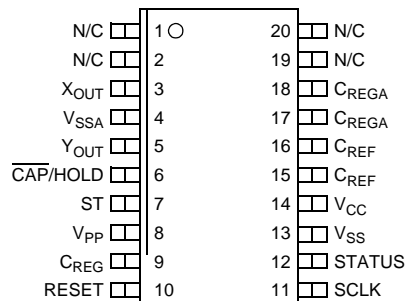 N/C 1 20 N/C
N/C 2 19 N/C
XOUT 3 18 CREGA
VSSA 4 17 CREGA
YOUT 5 16 CREF
CAP/HOLD 6 15 CREF
ST 7 14 VCC
VPP 8 13 VSS
CREG 9 12 STATUS
RESET 10 11 SCLK